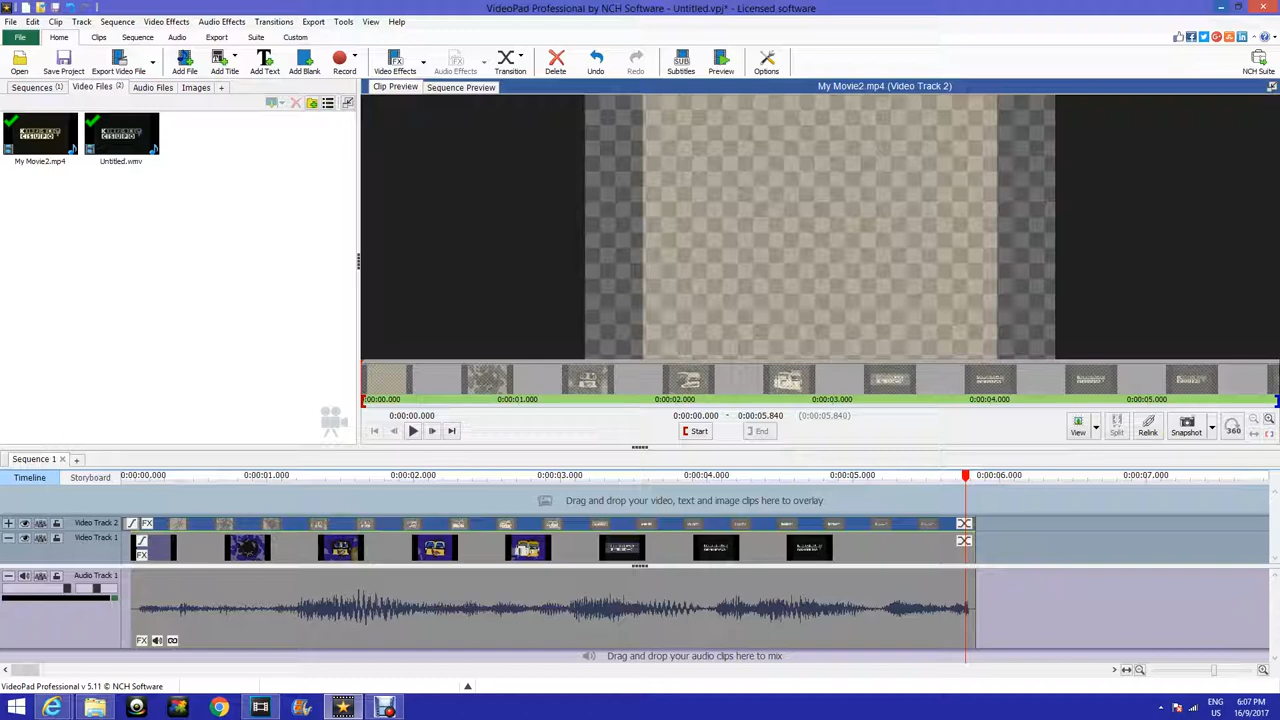 VideoPad Professional by NCH Software - Untitled.vpj* - Licensed software
File Edit Clip Track Sequence Video Effects Audio Effects Transitions Export Tools View Help
File Home Clips Sequence Audio Export Suite Custom
Open Save Project Export Video File Add File Add Title Add Text Add Blank Record Video Effects Audio Effects Transition Delete Undo Redo Subtitles Preview Options NCH Suite
Sequences (1) Video Files (2) Audio Files Images +
Clip Preview Sequence Preview My Movie2.mp4 (Video Track 2)
My Movie2.mp4 Untitled.wmv
0:00:00.000 0:00:01.000 0:00:02.000 0:00:03.000 0:00:04.000 0:00:05.000
0:00:00.000 0:00:00.000 - 0:00:05.840 (0:00:05.840)
Start End View Split Relink Snapshot 360
Sequence 1 × +
Timeline Storyboard 0:00:00.000 0:00:01.000 0:00:02.000 0:00:03.000 0:00:04.000 0:00:05.000 0:00:06.000 0:00:07.000
Drag and drop your video, text and image clips here to overlay
Video Track 2 FX
Video Track 1
FX
Audio Track 1
FX
Drag and drop your audio clips here to mix
VideoPad Professional v 5.11 © NCH Software
ENG 6:07 PM
US 16/9/2017